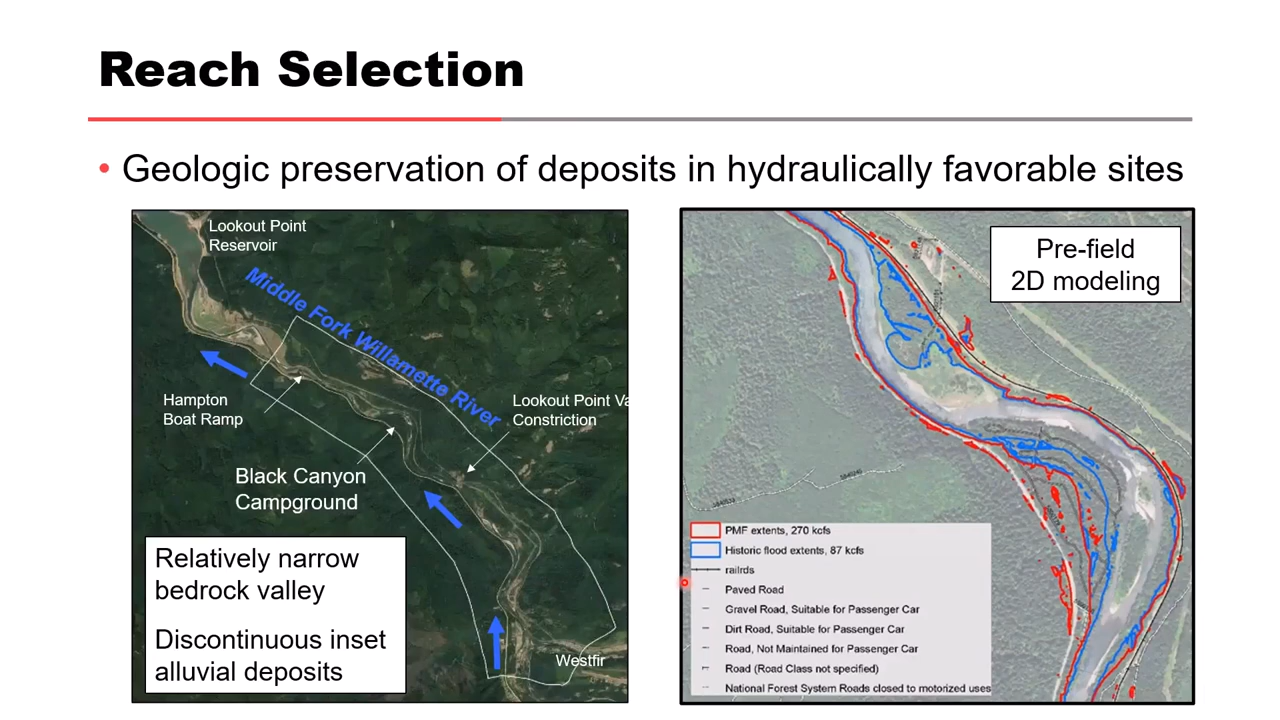 Reach Selection
• Geologic preservation of deposits in hydraulically favorable sites
Lookout Point
Reservoir
Middle Fork Willamette River
Hampton
Boat Ramp
Lookout Point Va
Constriction
Black Canyon
Campground
Relatively narrow
bedrock valley
Discontinuous inset
alluvial deposits
Westfir
Pre-field
2D modeling
PMF extents, 270 kcfs
Historic flood extents, 87 kcfs
railrds
Paved Road
Gravel Road, Suitable for Passenger Car
Dirt Road, Suitable for Passenger Car
Road, Not Maintained for Passenger Car
Road (Road Class not specified)
National Forest System Roads closed to motorized uses